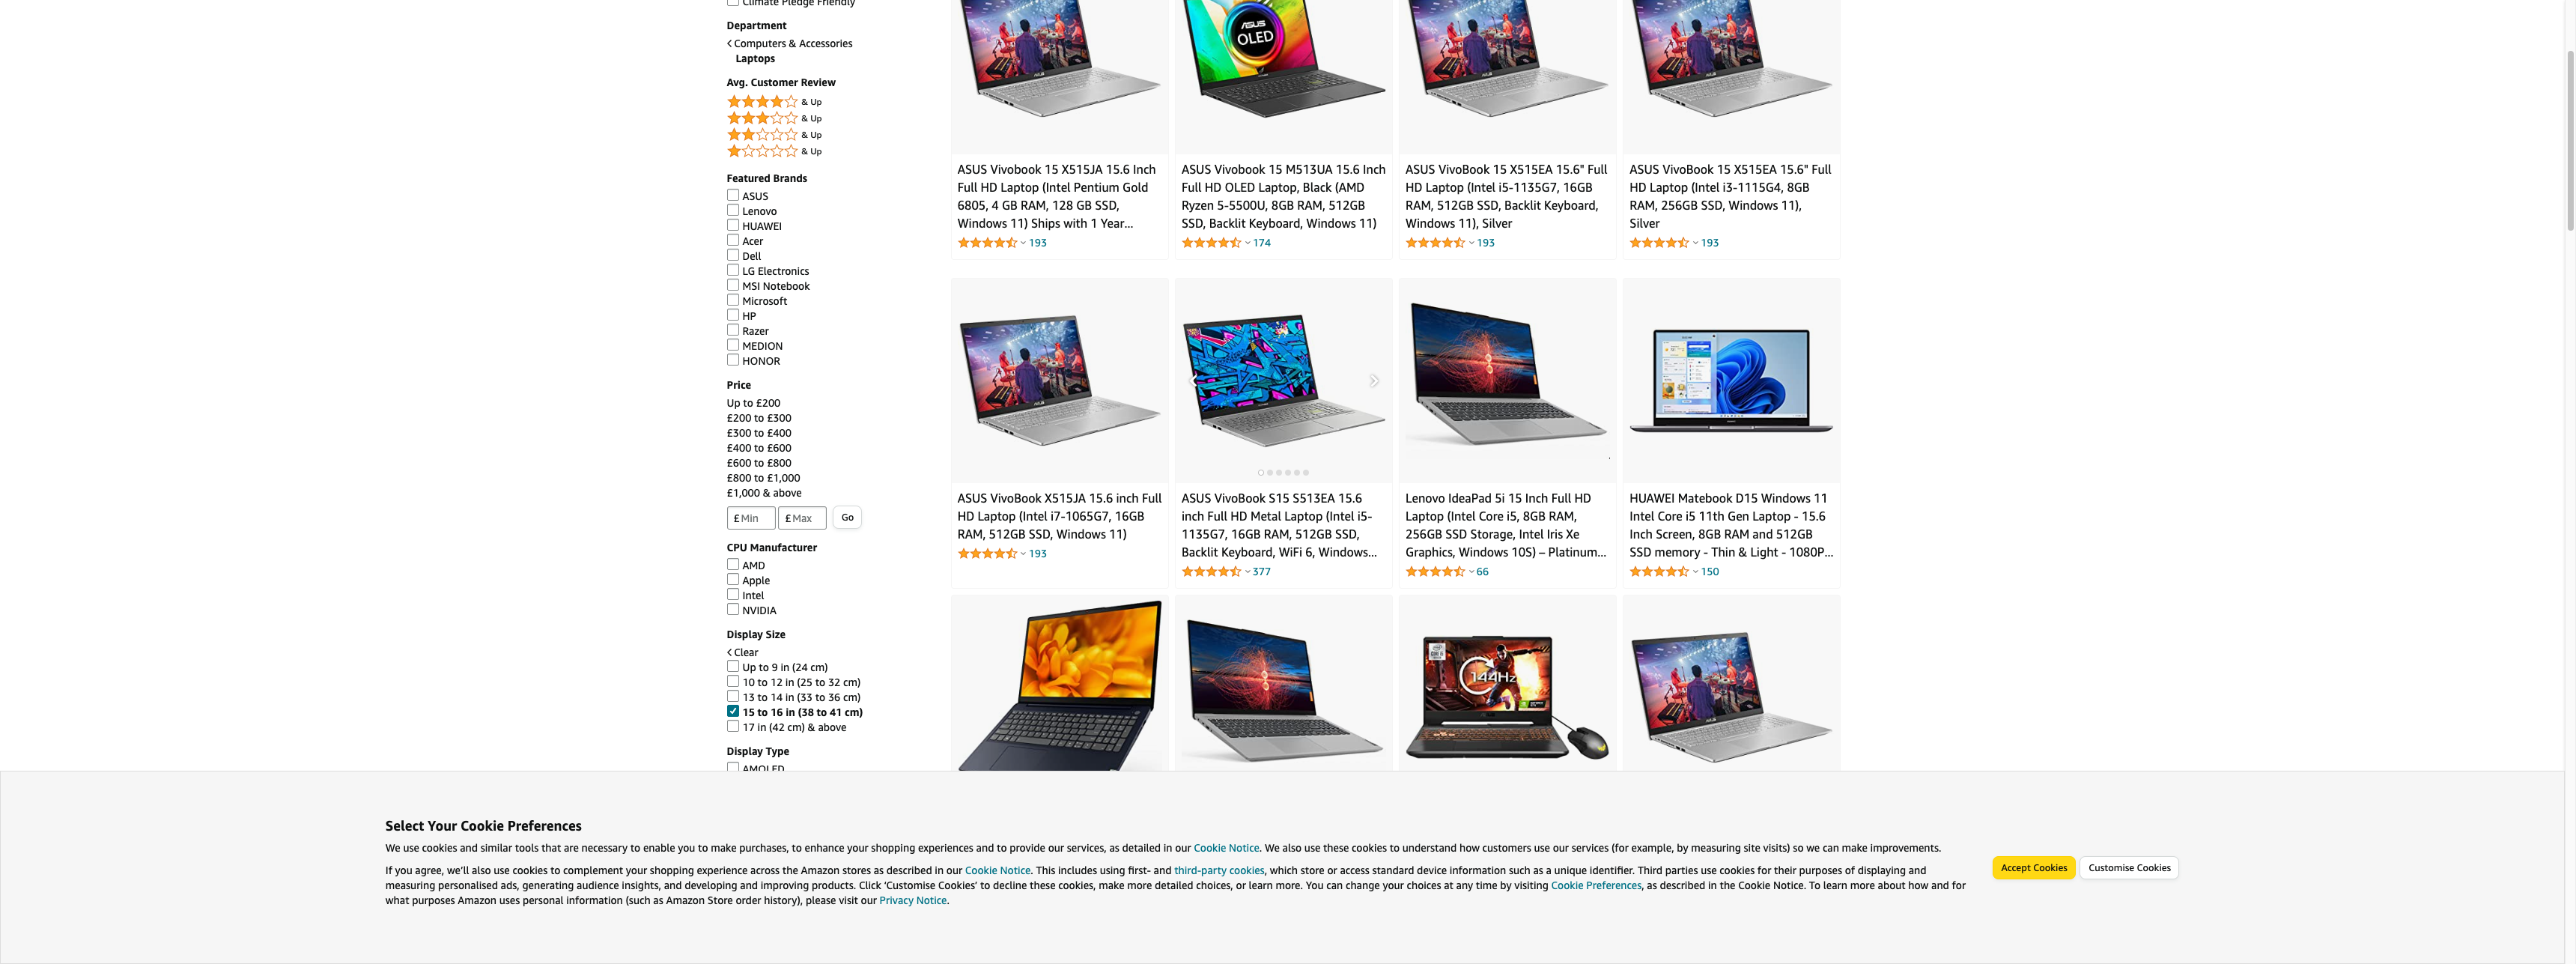 Climate Pledge Friendly
Department
Computers & Accessories
Laptops
Avg. Customer Review
& Up
& Up
& Up
& Up
Featured Brands
ASUS
Lenovo
HUAWEI
Acer
Dell
LG Electronics
MSI Notebook
Microsoft
HP
Razer
MEDION
HONOR
Price
Up to £200
£200 to £300
£300 to £400
£400 to £600
£600 to £800
£800 to £1,000
£1,000 & above
£ Min £ Max Go
CPU Manufacturer
AMD
Apple
Intel
NVIDIA
Display Size
Clear
Up to 9 in (24 cm)
10 to 12 in (25 to 32 cm)
13 to 14 in (33 to 36 cm)
15 to 16 in (38 to 41 cm)
17 in (42 cm) & above
Display Type
AMOLED
ASUS Vivobook 15 X515JA 15.6 Inch
Full HD Laptop (Intel Pentium Gold
6805, 4 GB RAM, 128 GB SSD,
Windows 11) Ships with 1 Year...
193
ASUS
OLED
ASUS Vivobook 15 M513UA 15.6 Inch
Full HD OLED Laptop, Black (AMD
Ryzen 5-5500U, 8GB RAM, 512GB
SSD, Backlit Keyboard, Windows 11)
174
ASUS VivoBook 15 X515EA 15.6" Full
HD Laptop (Intel i5-1135G7, 16GB
RAM, 512GB SSD, Backlit Keyboard,
Windows 11), Silver
193
ASUS VivoBook 15 X515EA 15.6" Full
HD Laptop (Intel i3-1115G4, 8GB
RAM, 256GB SSD, Windows 11),
Silver
193
ASUS VivoBook X515JA 15.6 inch Full
HD Laptop (Intel i7-1065G7, 16GB
RAM, 512GB SSD, Windows 11)
193
ASUS VivoBook S15 S513EA 15.6
inch Full HD Metal Laptop (Intel i5-
1135G7, 16GB RAM, 512GB SSD,
Backlit Keyboard, WiFi 6, Windows...
377
Lenovo IdeaPad 5i 15 Inch Full HD
Laptop (Intel Core i5, 8GB RAM,
256GB SSD Storage, Intel Iris Xe
Graphics, Windows 10S) – Platinum...
66
HUAWEI Matebook D15 Windows 11
Intel Core i5 11th Gen Laptop - 15.6
Inch Screen, 8GB RAM and 512GB
SSD memory - Thin & Light - 1080P...
150
144Hz
Select Your Cookie Preferences
We use cookies and similar tools that are necessary to enable you to make purchases, to enhance your shopping experiences and to provide our services, as detailed in our Cookie Notice. We also use these cookies to understand how customers use our services (for example, by measuring site visits) so we can make improvements.
If you agree, we'll also use cookies to complement your shopping experience across the Amazon stores as described in our Cookie Notice. This includes using first- and third-party cookies, which store or access standard device information such as a unique identifier. Third parties use cookies for their purposes of displaying and
measuring personalised ads, generating audience insights, and developing and improving products. Click 'Customise Cookies' to decline these cookies, make more detailed choices, or learn more. You can change your choices at any time by visiting Cookie Preferences, as described in the Cookie Notice. To learn more about how and for
what purposes Amazon uses personal information (such as Amazon Store order history), please visit our Privacy Notice.
Accept Cookies
Customise Cookies